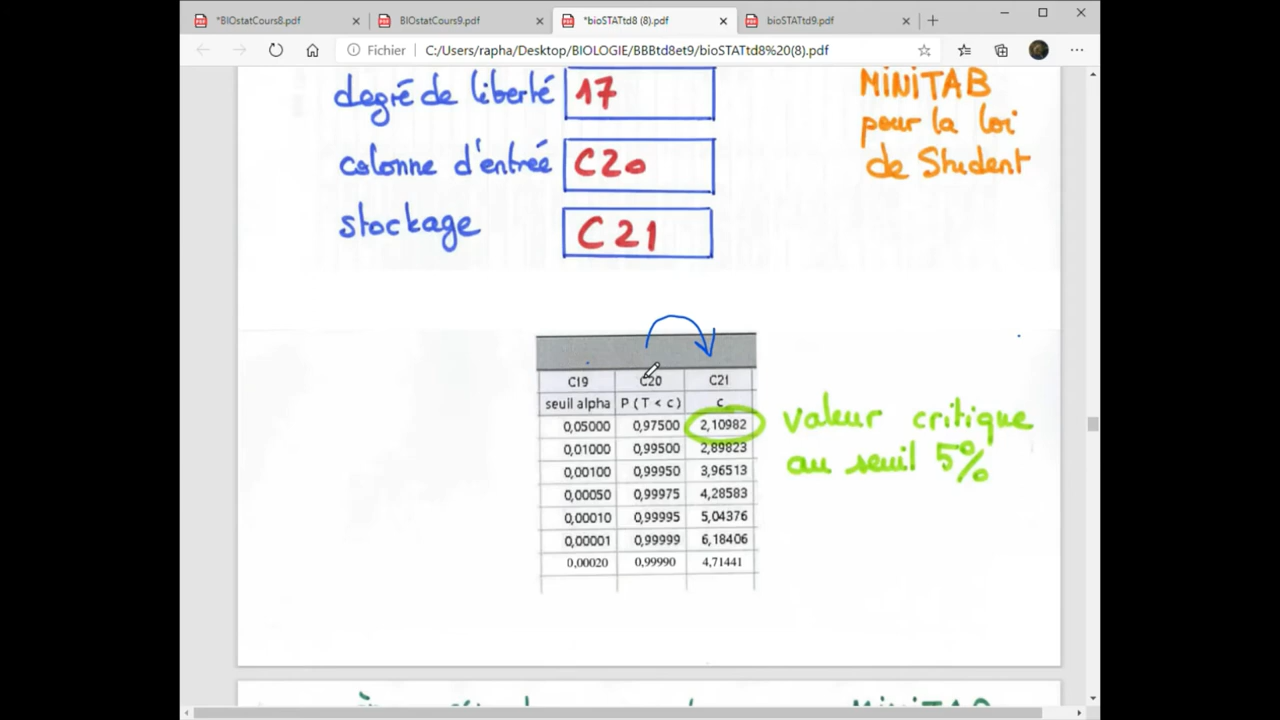 *BIOstatCours8.pdf
BIOstatCours9.pdf
*bioSTATtd8 (8).pdf
bioSTATtd9.pdf
Fichier
C:/Users/rapha/Desktop/BIOLOGIE/BBBtd8et9/bioSTATtd8%20(8).pdf
degré de liberté 17
colonne d'entrée C20
stockage C21
MINITAB
pour la loi
de Student
C19 C20 C21
seuil alpha P ( T < c ) c
0,05000 0,97500 2,10982
0,01000 0,99500 2,89823
0,00100 0,99950 3,96513
0,00050 0,99975 4,28583
0,00010 0,99995 5,04376
0,00001 0,99999 6,18406
0,00020 0,99990 4,71441
valeur critique
au seuil 5%
MINITAB